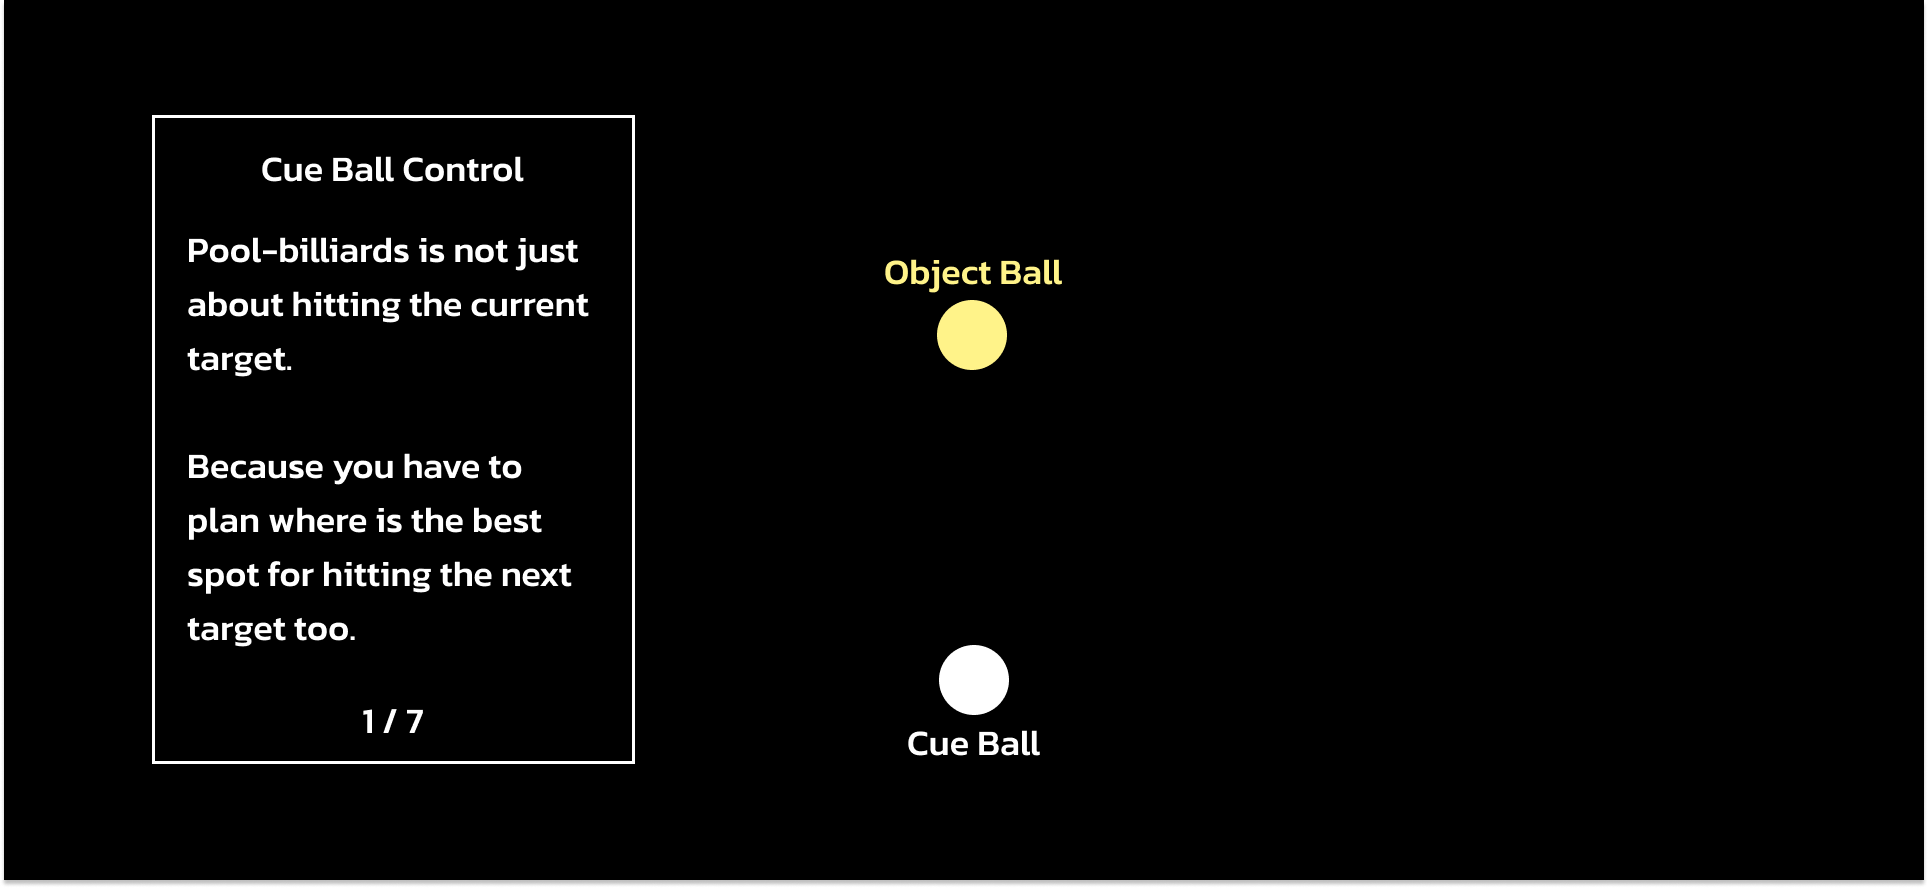 Cue Ball Control
Pool-billiards is not just
about hitting the current
target.
Because you have to
plan where is the best
spot for hitting the next
target too.
1 / 7
Object Ball
Cue Ball